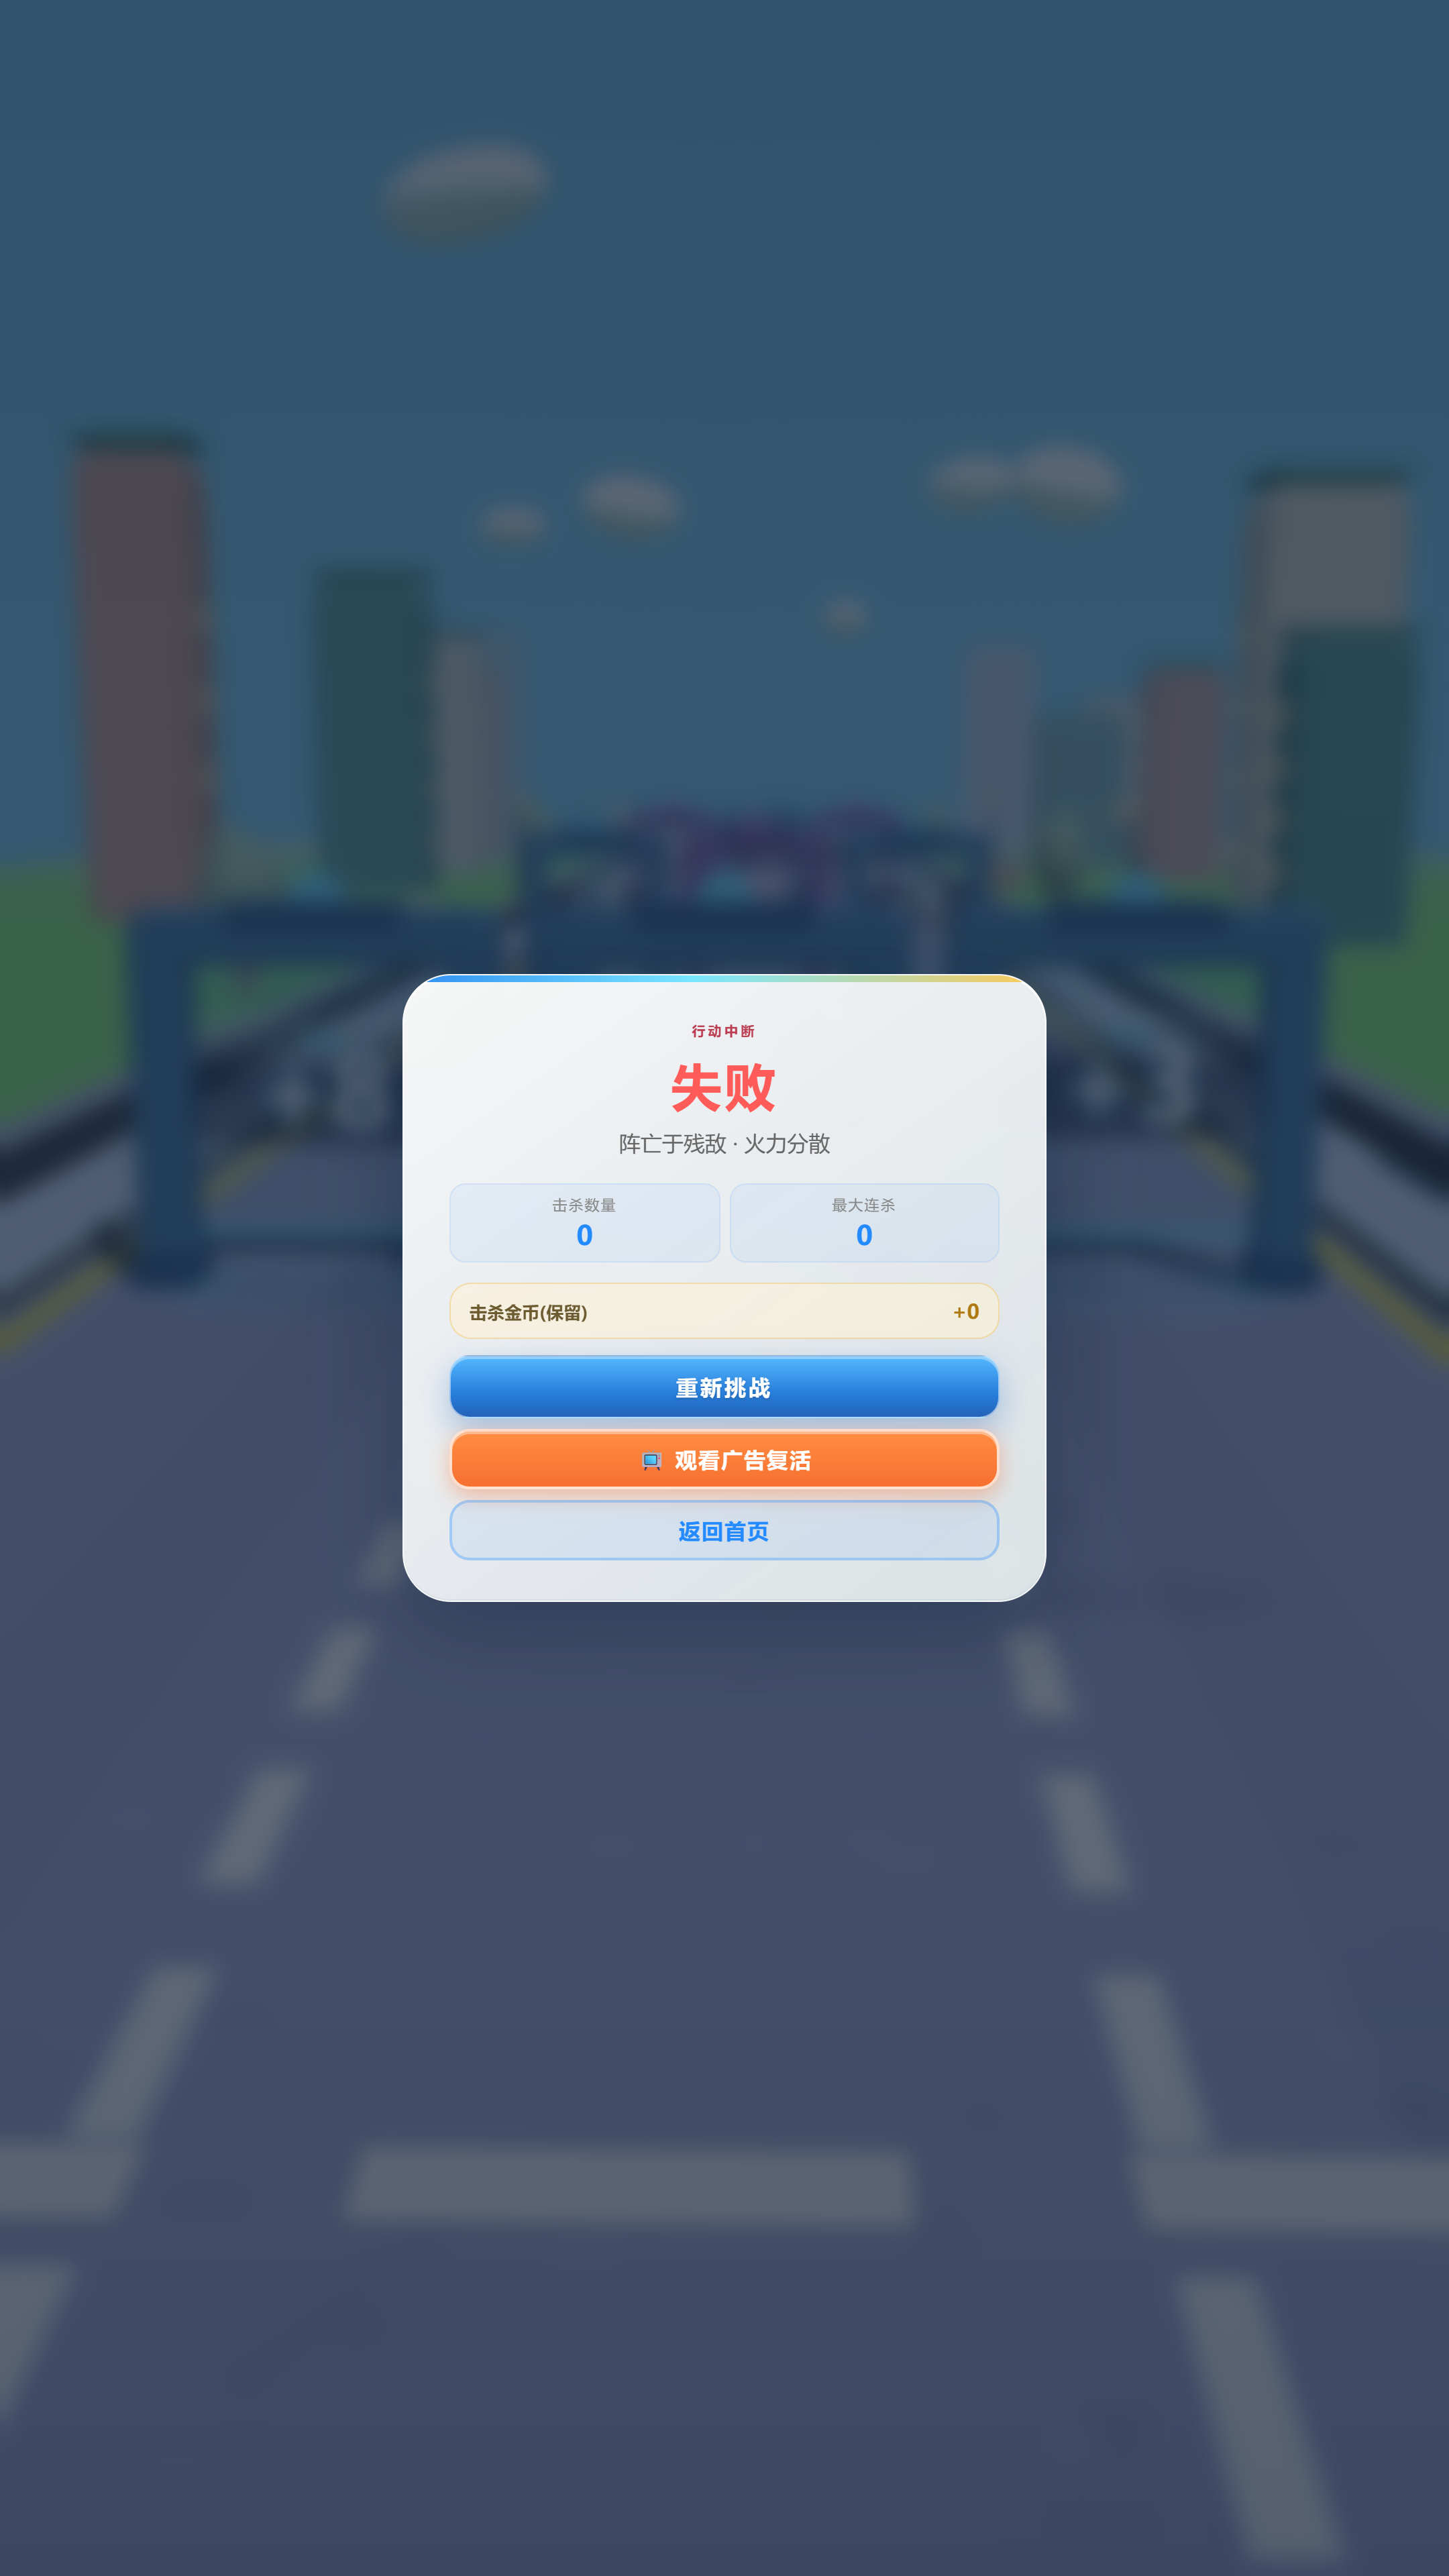 行动中断
失败
阵亡于残敌 · 火力分散
击杀数量
0
最大连杀
0
击杀金币(保留) +0
重新挑战
观看广告复活
返回首页